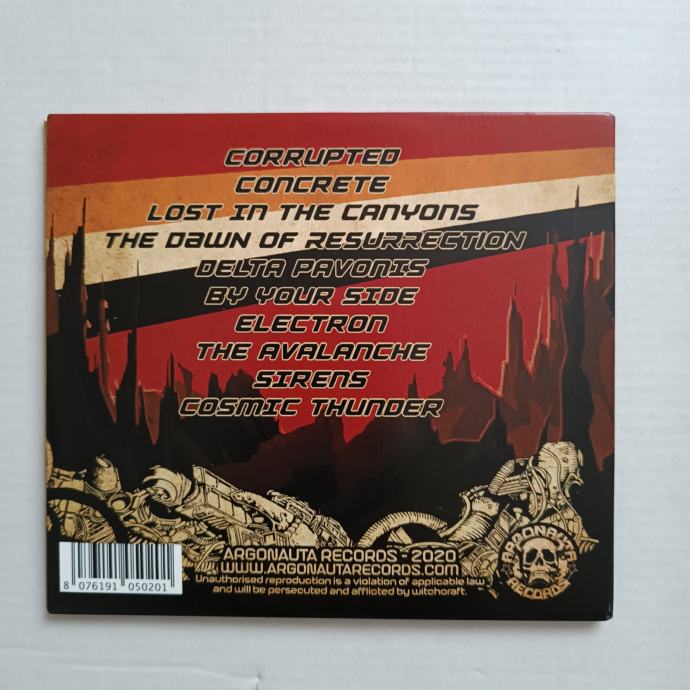 CORRUPTED
CONCRETE
LOST IN THE CANYONS
THE DAWN OF RESURRECTION
DELTA PAVONIS
BY YOUR SIDE
ELECTRON
THE AVALANCHE
SIRENS
COSMIC THUNDER
ARGONAUTA RECORDS - 2020
WWW.ARGONAUTARECORDS.COM
Unauthorised reproduction is a violation of applicable law
and will be persecuted and afflicted by witchcraft.
8 076191 050201
ARGONAUTA
RECORDS